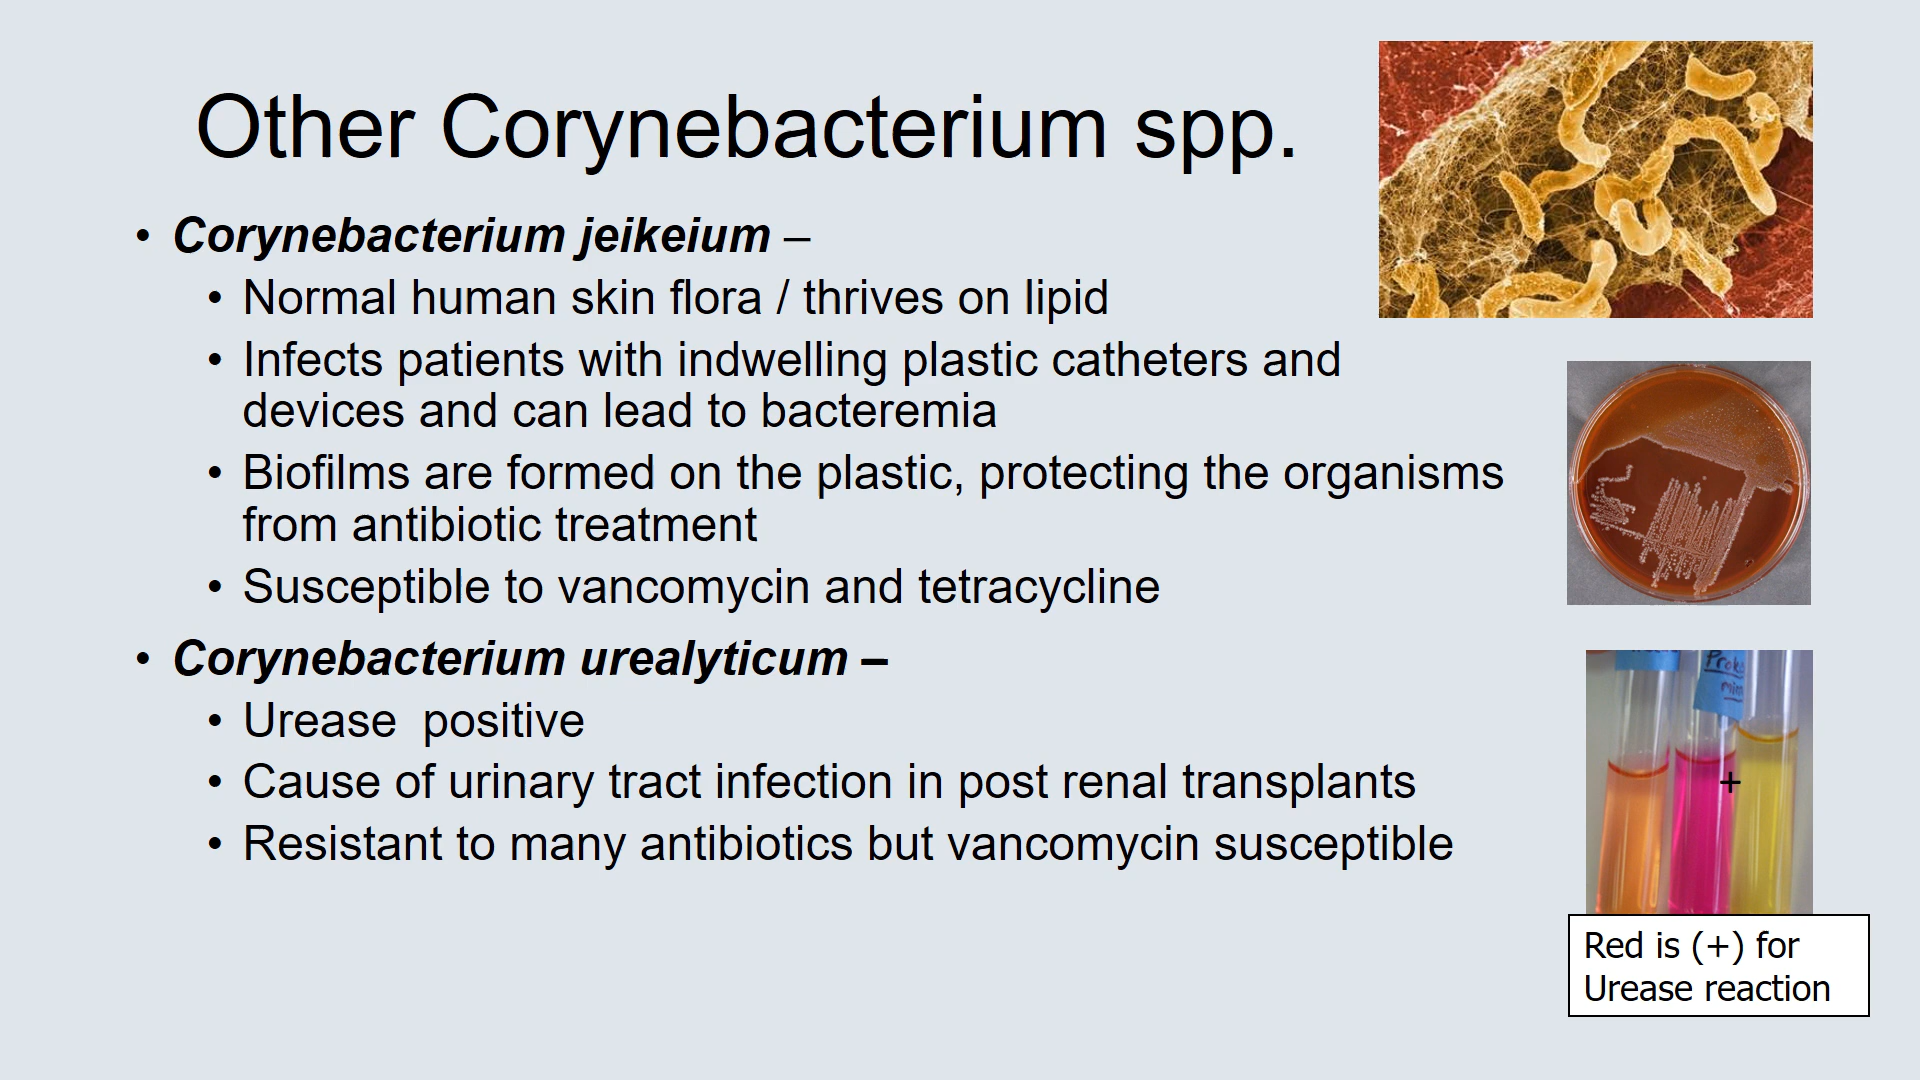 Other Corynebacterium spp.
• Corynebacterium jeikeium –
• Normal human skin flora / thrives on lipid
• Infects patients with indwelling plastic catheters and
devices and can lead to bacteremia
• Biofilms are formed on the plastic, protecting the organisms
from antibiotic treatment
• Susceptible to vancomycin and tetracycline
• Corynebacterium urealyticum –
• Urease  positive
• Cause of urinary tract infection in post renal transplants
• Resistant to many antibiotics but vancomycin susceptible
+
Red is (+) for
Urease reaction